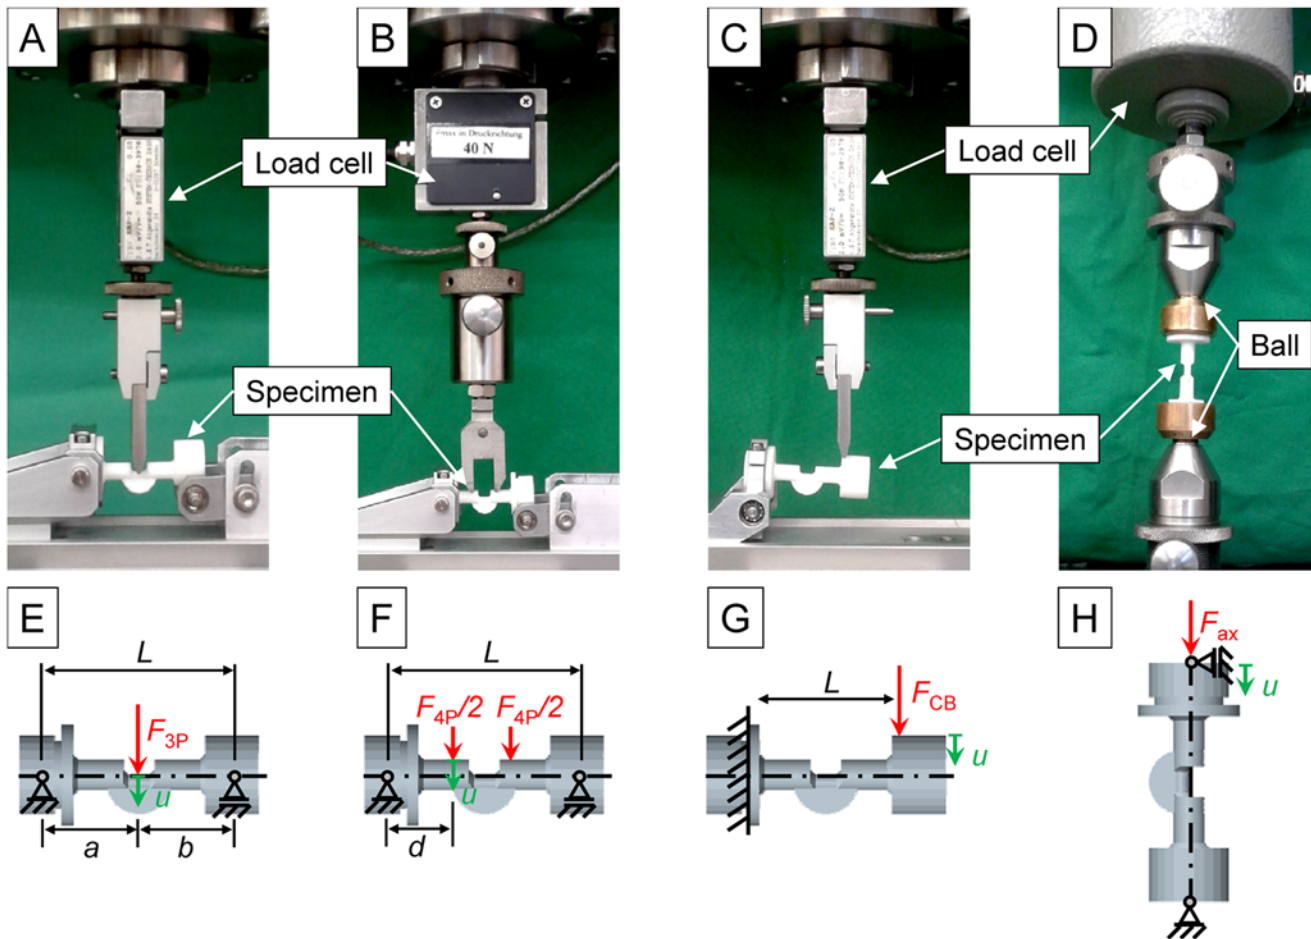 A
B
C
D
Fmax in Druckrichtung
40 N
Load cell
Load cell
Ball
Specimen
Specimen
E
F
G
H
L
F3P
u
a
b
L
F4P/2
F4P/2
u
d
L
FCB
u
Fax
u